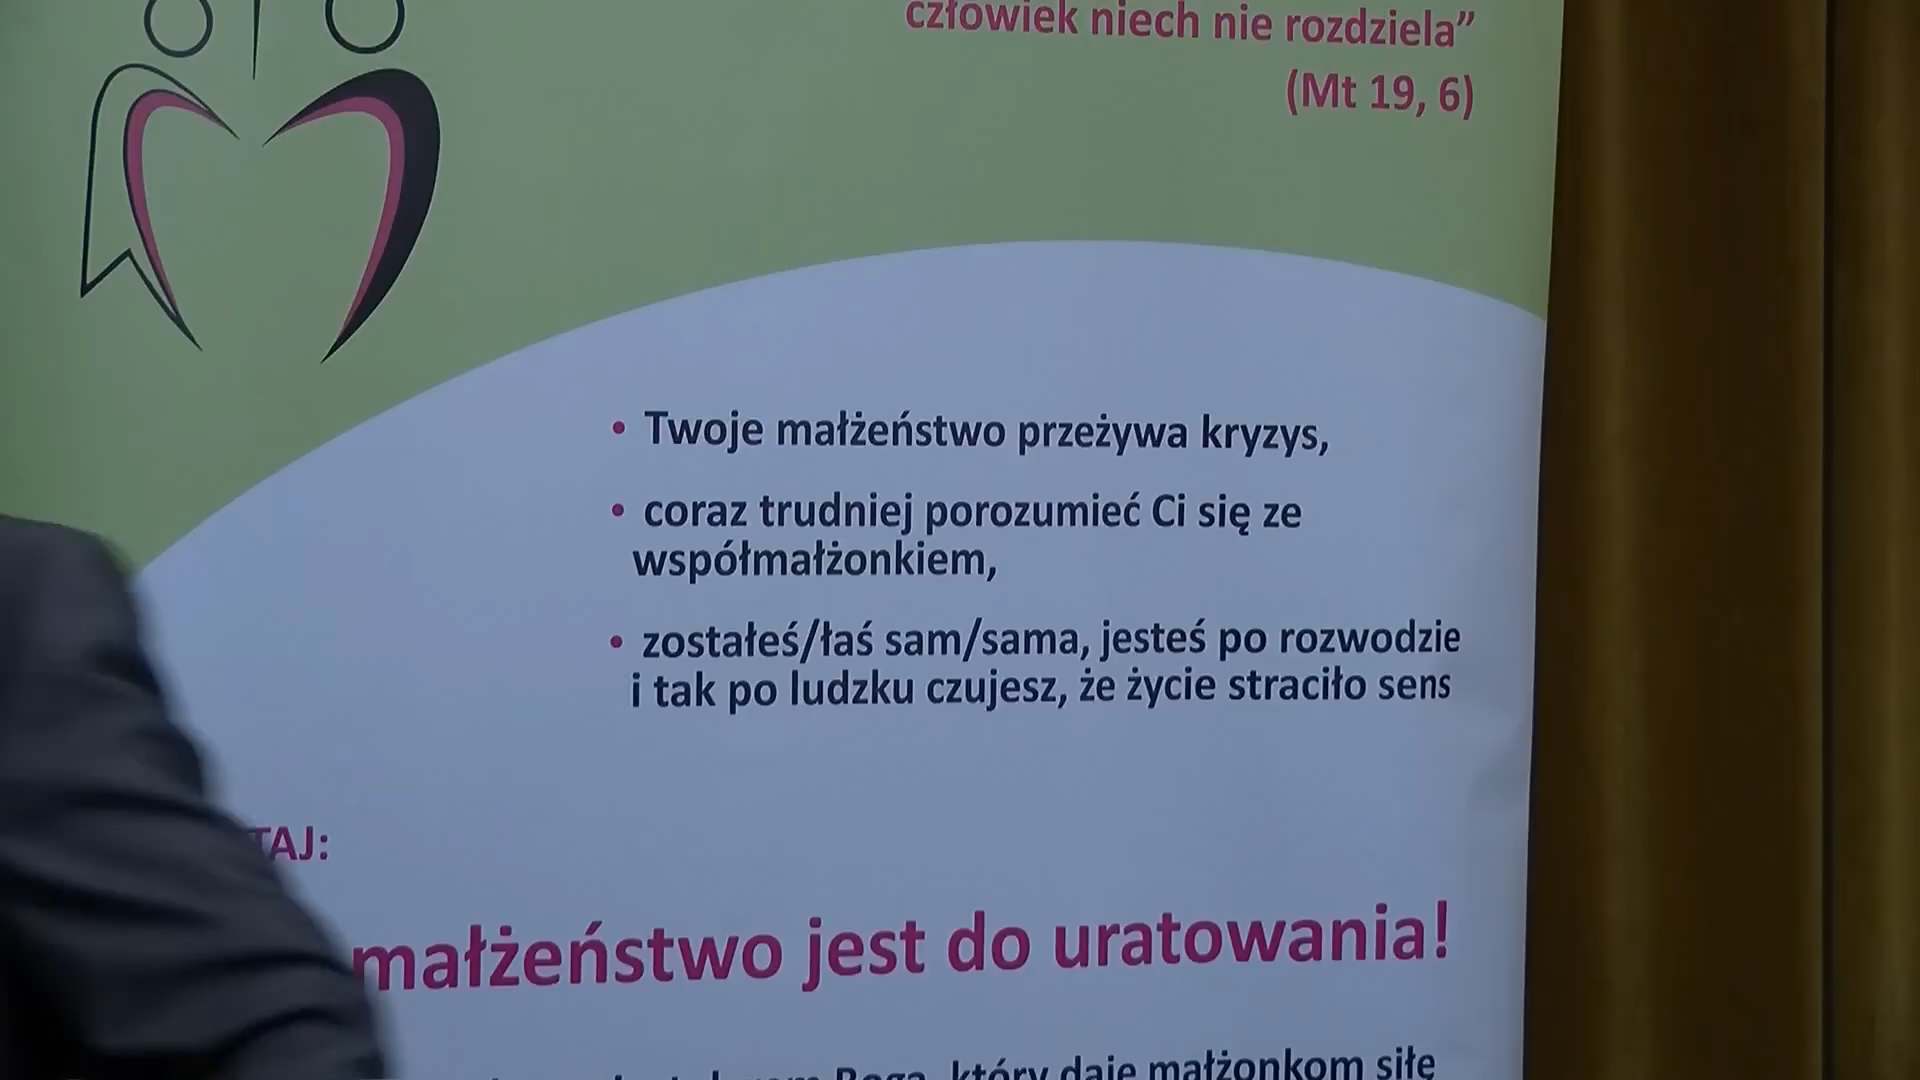 człowiek niech nie rozdziela”
(Mt 19, 6)
• Twoje małżeństwo przeżywa kryzys,
• coraz trudniej porozumieć Ci się ze
współmałżonkiem,
• zostałeś/łaś sam/sama, jesteś po rozwodzie
i tak po ludzku czujesz, że życie straciło sens
TAJ:
małżeństwo jest do uratowania!
Boga, który daje małżonkom siłę